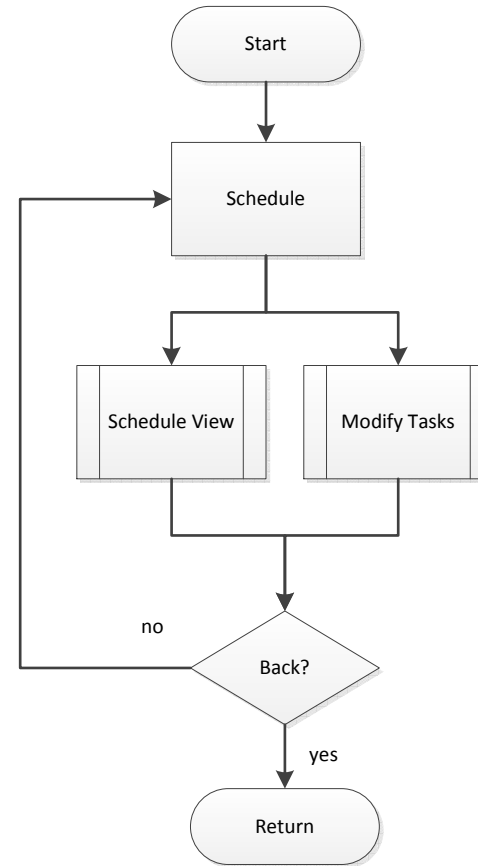 Start
Schedule
Schedule View
Modify Tasks
no
Back?
yes
Return